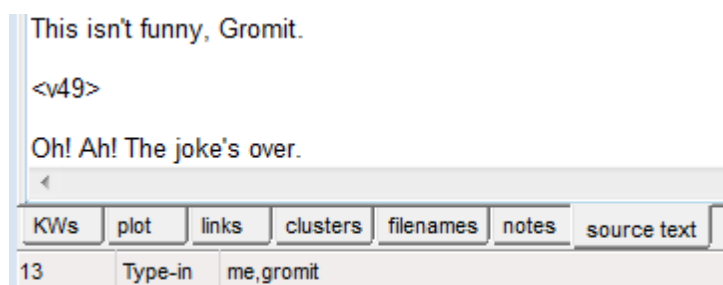 This isn't funny, Gromit.
<v49>
Oh! Ah! The joke's over.
KWs plot links clusters filenames notes source text
13 Type-in me,gromit